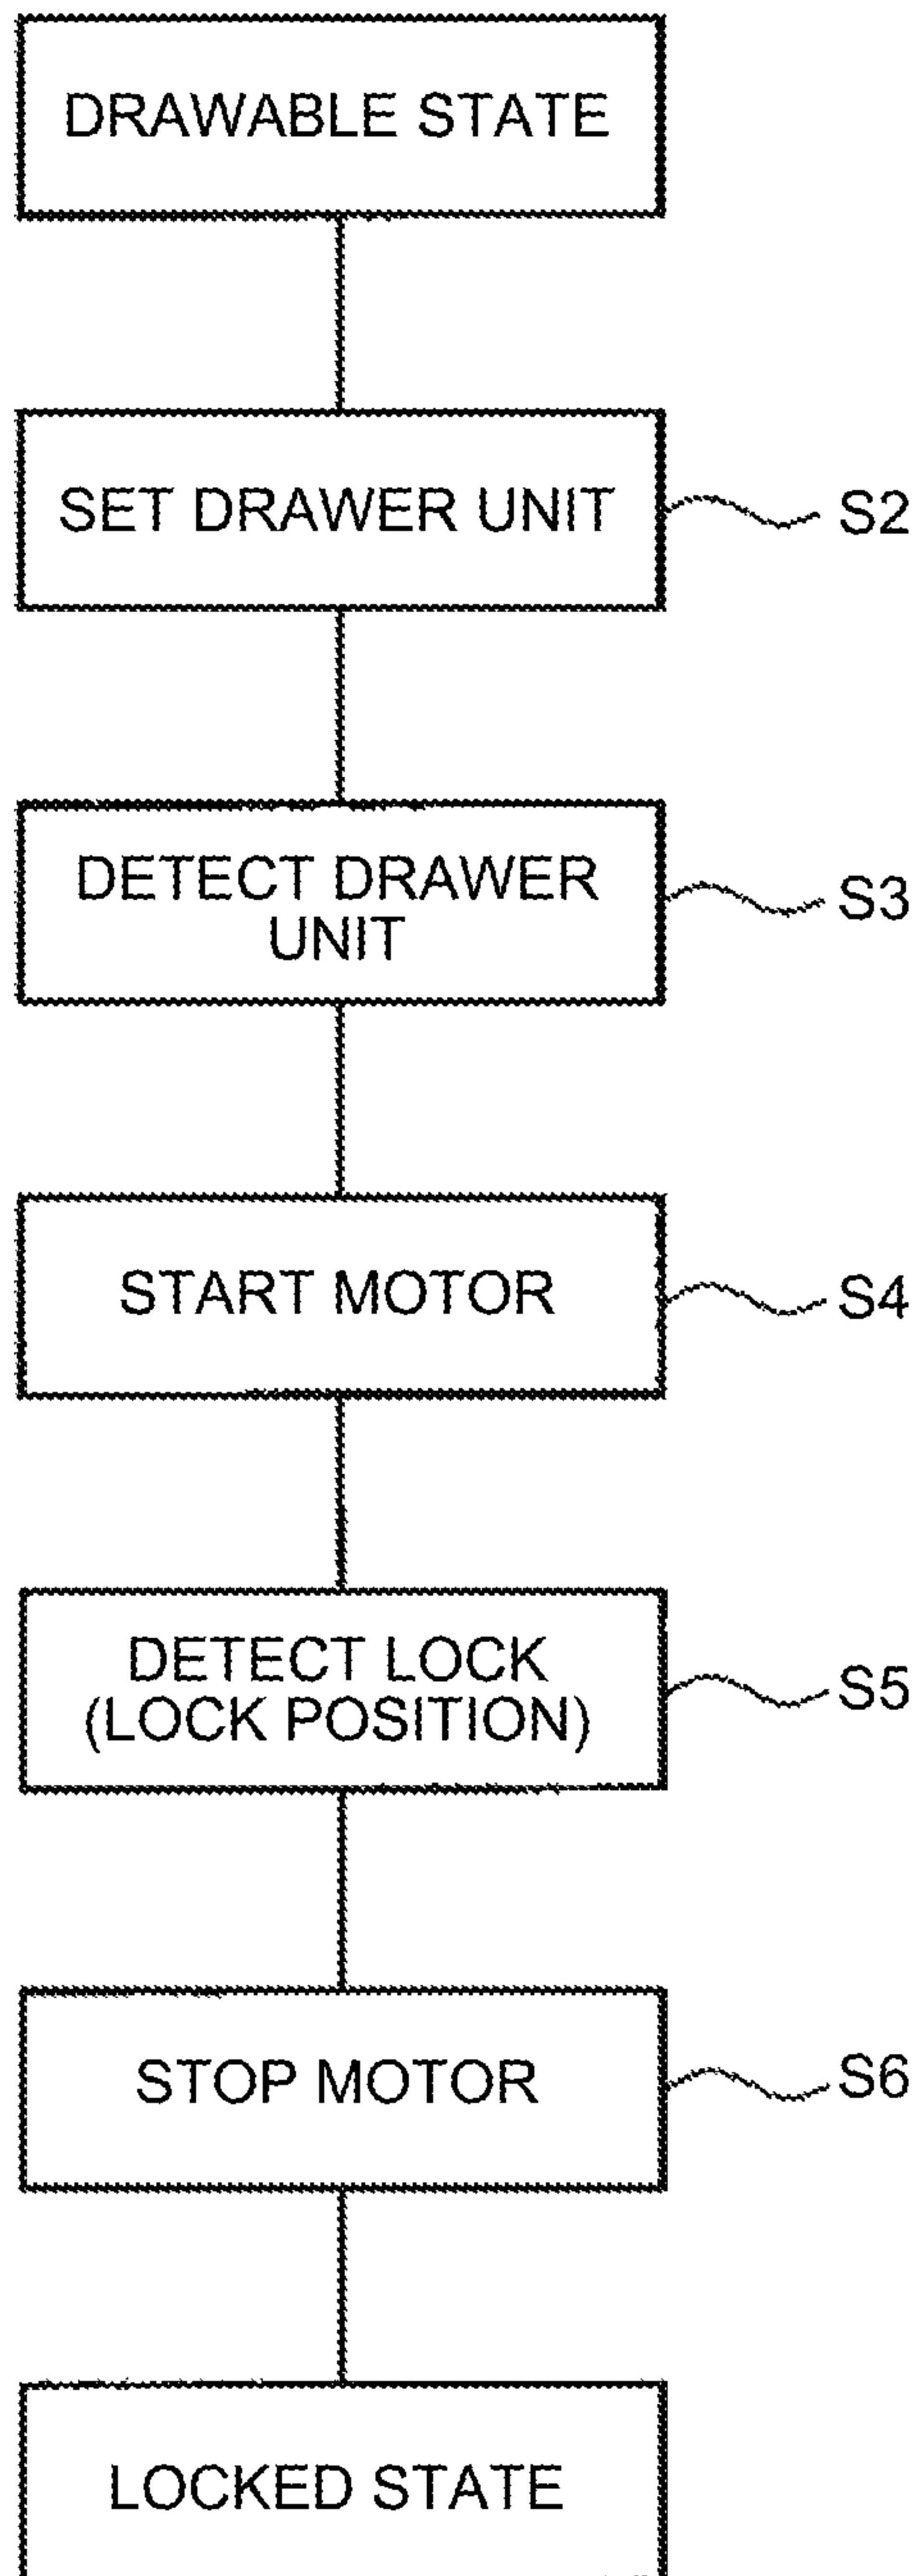 DRAWABLE STATE
SET DRAWER UNIT
S2
DETECT DRAWER
UNIT
S3
START MOTOR
S4
DETECT LOCK
(LOCK POSITION)
S5
STOP MOTOR
S6
LOCKED STATE